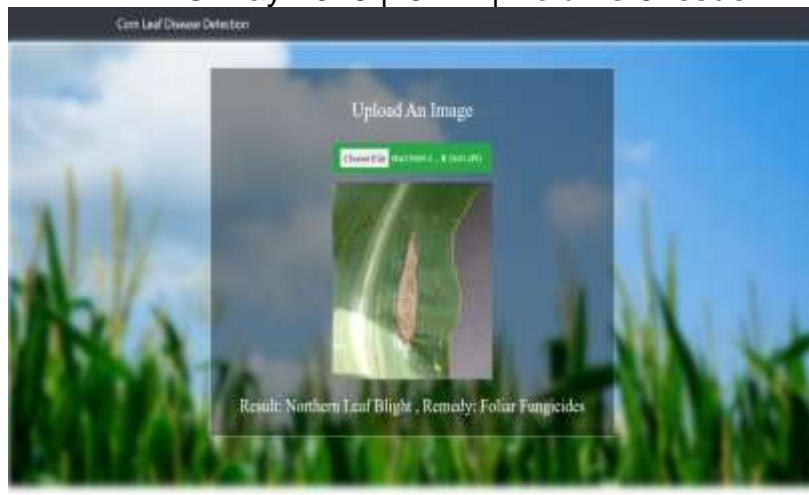 Corn Leaf Disease Detection
Upload An Image
Choose File
Result: Northern Leaf Blight , Remedy: Foliar Fungicides